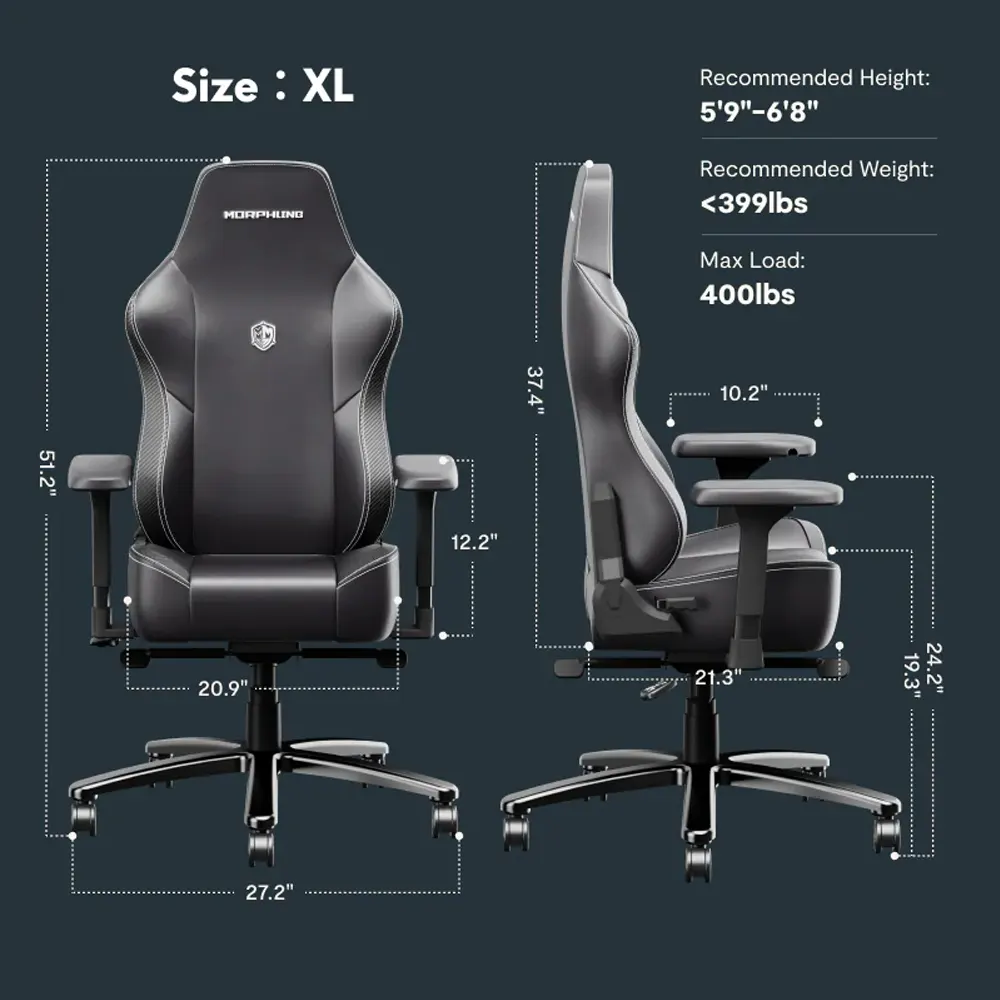 Size : XL
Recommended Height:
5'9"-6'8"
Recommended Weight:
<399lbs
Max Load:
400lbs
MORPHLING
51.2"
12.2"
20.9"
27.2"
37.4"
10.2"
21.3"
24.2"
19.3"